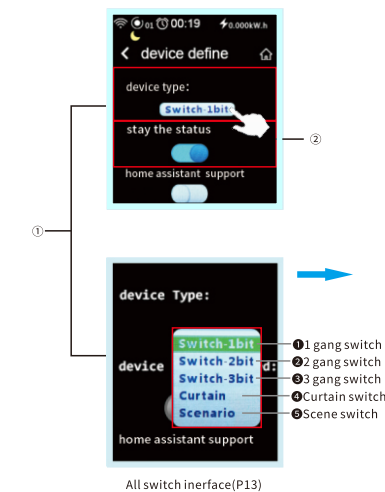 01 00:19 0.000kW.h
device define
device type:
Switch-1bit
stay the status
home assistant support
①
②
device Type:
Switch-1bit
❶1 gang switch
Switch-2bit
❷2 gang switch
device d:
Switch-3bit
❸3 gang switch
Curtain
❹Curtain switch
Scenario
❺Scene switch
home assistant support
All switch inerface(P13)